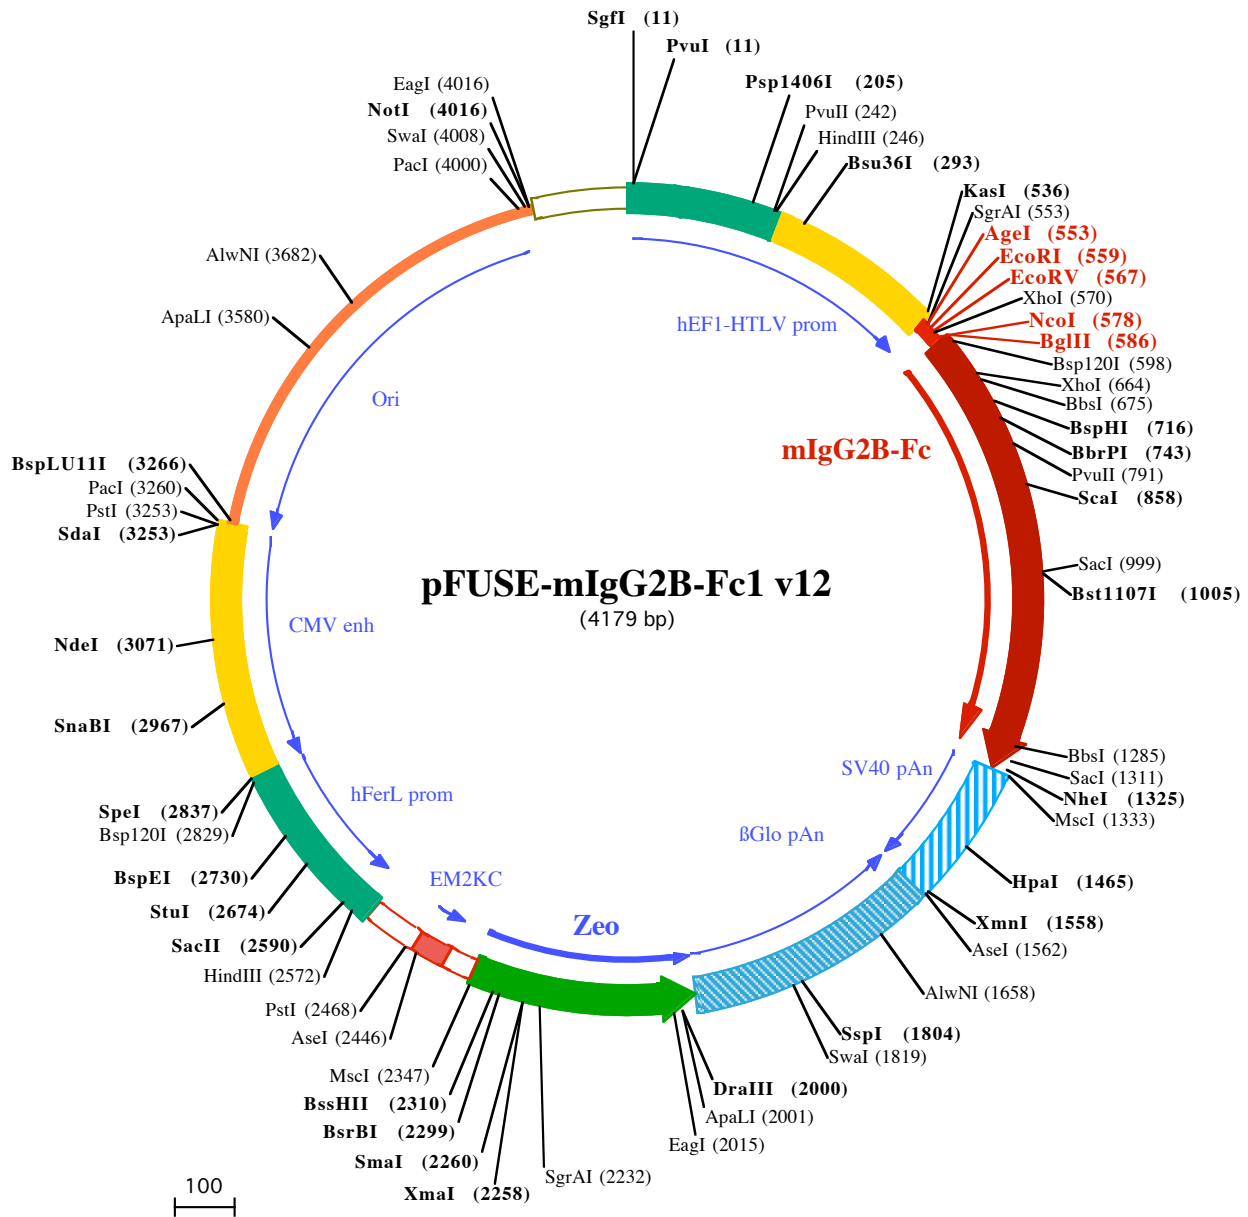 SgfI (11)
PvuI (11)
Psp1406I (205)
PvuII (242)
HindIII (246)
Bsu36I (293)
KasI (536)
SgrAI (553)
AgeI (553)
EcoRI (559)
EcoRV (567)
XhoI (570)
NcoI (578)
BglII (586)
Bsp120I (598)
XhoI (664)
BbsI (675)
BspHI (716)
BbrPI (743)
PvuII (791)
ScaI (858)
SacI (999)
Bst1107I (1005)
BbsI (1285)
SacI (1311)
NheI (1325)
MscI (1333)
HpaI (1465)
XmnI (1558)
AseI (1562)
AlwNI (1658)
SspI (1804)
SwaI (1819)
DraIII (2000)
ApaLI (2001)
EagI (2015)
SgrAI (2232)
XmaI (2258)
SmaI (2260)
BsrBI (2299)
BssHII (2310)
MscI (2347)
AseI (2446)
PstI (2468)
HindIII (2572)
SacII (2590)
StuI (2674)
BspEI (2730)
Bsp120I (2829)
SpeI (2837)
SnaBI (2967)
NdeI (3071)
SdaI (3253)
PstI (3253)
PacI (3260)
BspLU11I (3266)
ApaLI (3580)
AlwNI (3682)
PacI (4000)
SwaI (4008)
NotI (4016)
EagI (4016)
hEF1-HTLV prom
mIgG2B-Fc
SV40 pAn
ßGlo pAn
Zeo
EM2KC
hFerL prom
CMV enh
Ori
pFUSE-mIgG2B-Fc1 v12
(4179 bp)
100